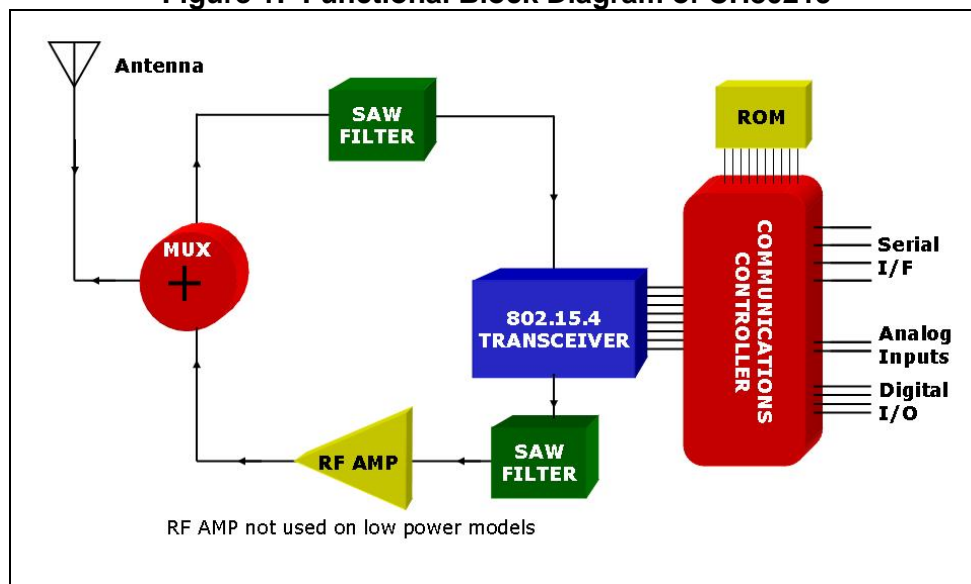 Antenna
SAW
FILTER
ROM
MUX
+
COMMUNICATIONS
CONTROLLER
Serial
I/F
802.15.4
TRANSCEIVER
Analog
Inputs
Digital
I/O
RF AMP
SAW
FILTER
RF AMP not used on low power models